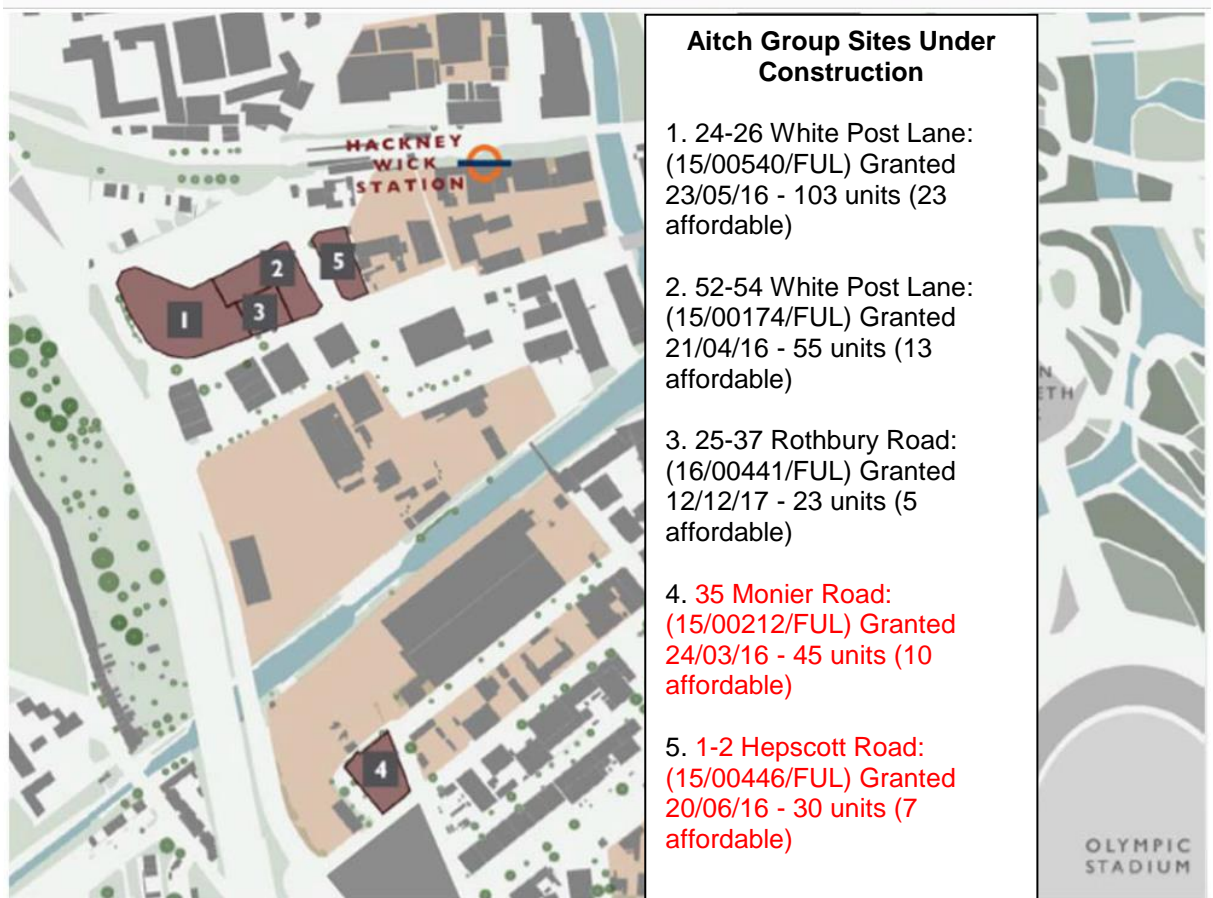 HACKNEY
WICK
STATION
1
2
3
5
4
Aitch Group Sites Under
Construction
1. 24-26 White Post Lane:
(15/00540/FUL) Granted
23/05/16 - 103 units (23
affordable)
2. 52-54 White Post Lane:
(15/00174/FUL) Granted
21/04/16 - 55 units (13
affordable)
3. 25-37 Rothbury Road:
(16/00441/FUL) Granted
12/12/17 - 23 units (5
affordable)
4. 35 Monier Road:
(15/00212/FUL) Granted
24/03/16 - 45 units (10
affordable)
5. 1-2 Hepscott Road:
(15/00446/FUL) Granted
20/06/16 - 30 units (7
affordable)
OLYMPIC
STADIUM